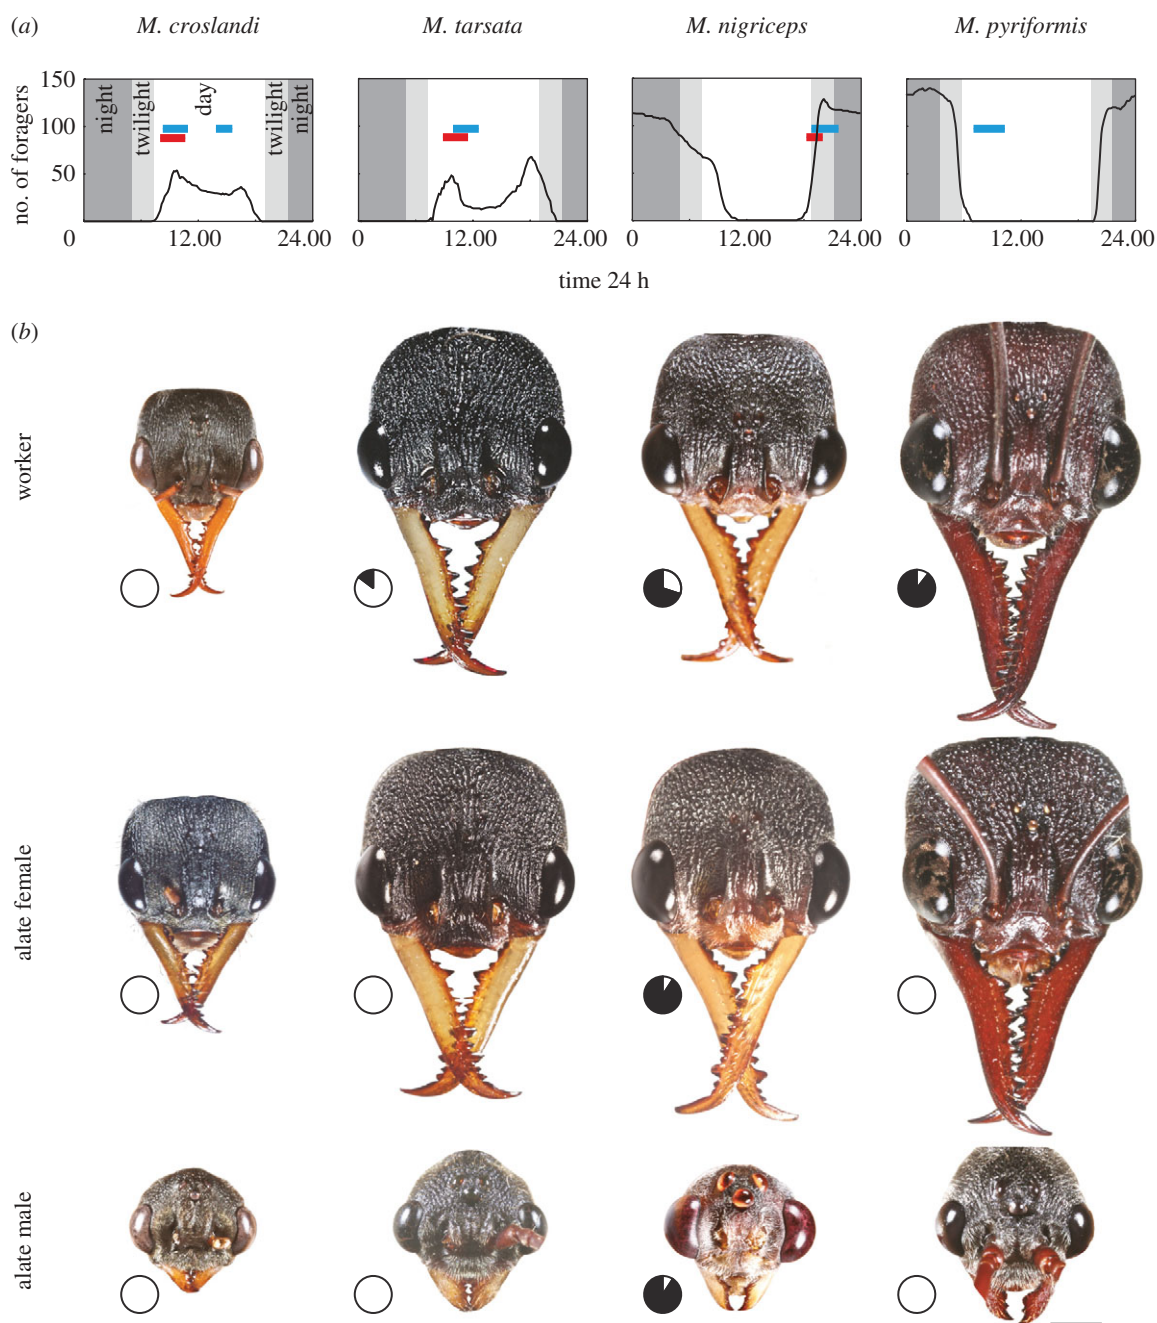 (a)
M. croslandi
M. tarsata
M. nigriceps
M. pyriformis
no. of foragers
150
100
50
night
twilight
day
twilight
night
0
12.00
24.00
0
12.00
24.00
0
12.00
24.00
0
12.00
24.00
time 24 h
(b)
worker
alate female
alate male